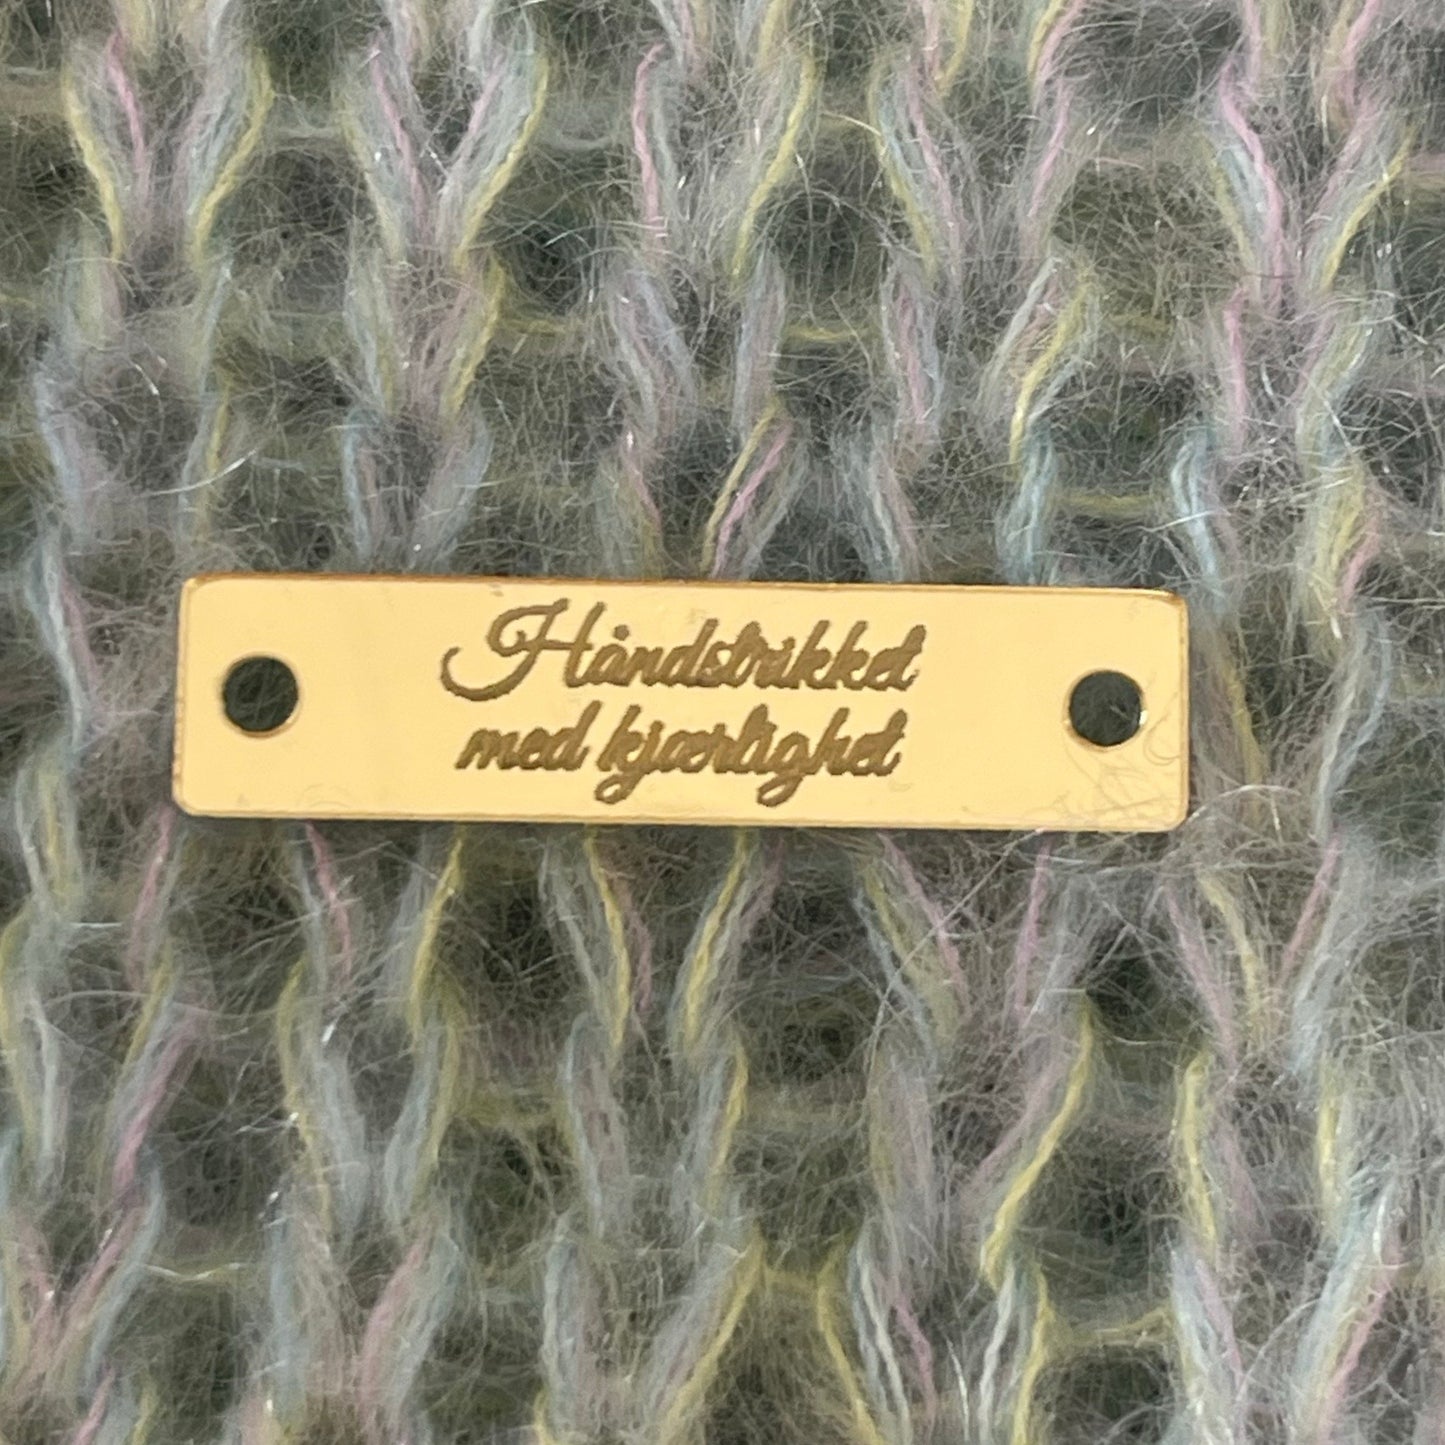 Håndstrikket
med kjærlighet